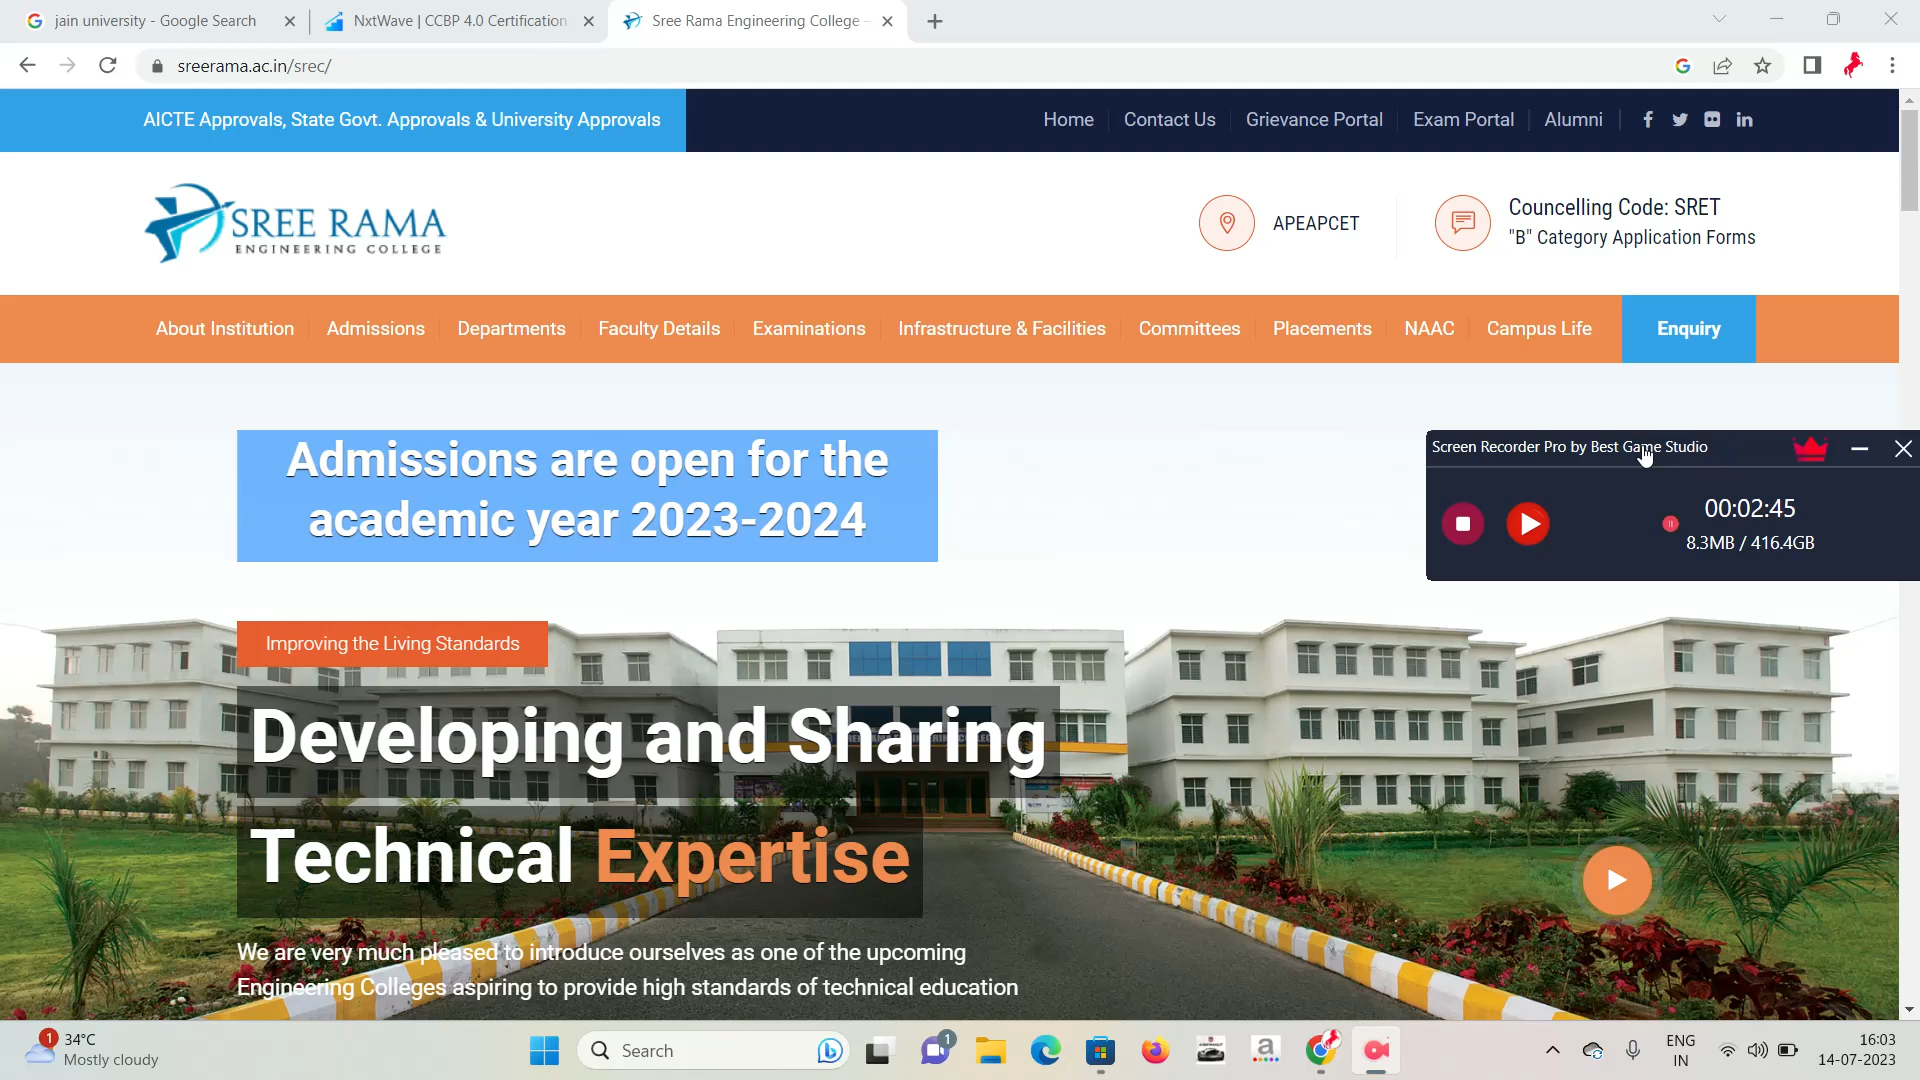 jain university - Google Search
NxtWave | CCBP 4.0 Certification
Sree Rama Engineering College -
sreerama.ac.in/srec/
AICTE Approvals, State Govt. Approvals & University Approvals
Home
Contact Us
Grievance Portal
Exam Portal
Alumni
SREE RAMA
ENGINEERING COLLEGE
APEAPCET
Councelling Code: SRET
"B" Category Application Forms
About Institution
Admissions
Departments
Faculty Details
Examinations
Infrastructure & Facilities
Committees
Placements
NAAC
Campus Life
Enquiry
Admissions are open for the
academic year 2023-2024
Screen Recorder Pro by Best Game Studio
00:02:45
8.3MB / 416.4GB
Improving the Living Standards
Developing and Sharing
Technical Expertise
We are very much pleased to introduce ourselves as one of the upcoming
Engineering Colleges aspiring to provide high standards of technical education
1
34°C
Mostly cloudy
Search
1
ENG
IN
16:03
14-07-2023